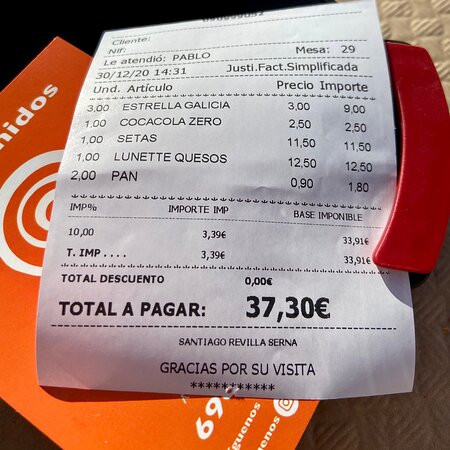 Cliente:
Nif:
Le atendió: PABLO Mesa: 29
30/12/20 14:31 Justi.Fact.Simplificada
Und. Artículo Precio Importe
3,00 ESTRELLA GALICIA 3,00 9,00
1,00 COCACOLA ZERO 2,50 2,50
1,00 SETAS 11,50 11,50
1,00 LUNETTE QUESOS 12,50 12,50
2,00 PAN 0,90 1,80
IMP% IMPORTE IMP BASE IMPONIBLE
10,00 3,39€ 33,91€
T. IMP .... 3,39€ 33,91€
TOTAL DESCUENTO 0,00€
TOTAL A PAGAR: 37,30€
SANTIAGO REVILLA SERNA
GRACIAS POR SU VISITA
***********
nidos
69
íguenos